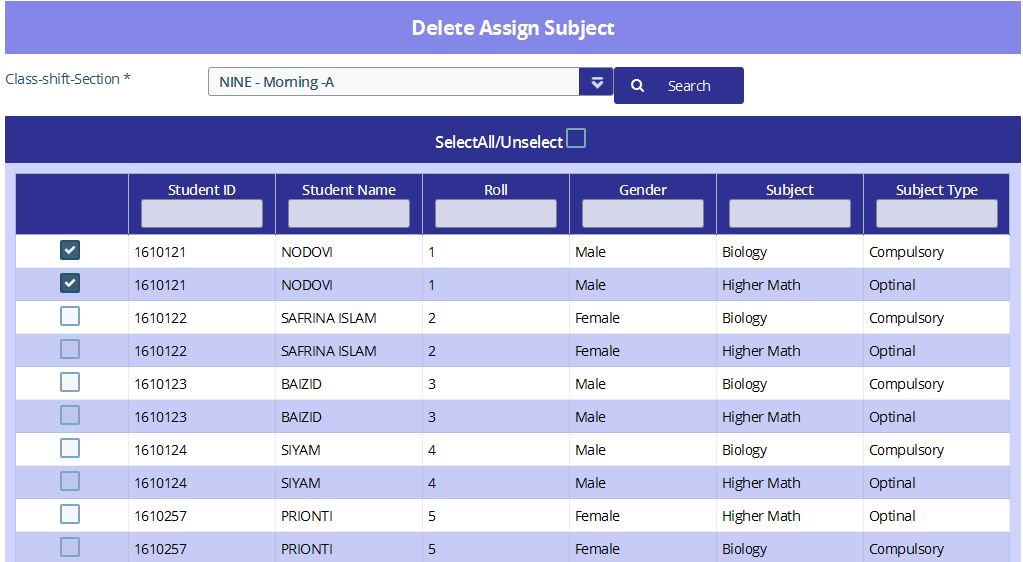 Delete Assign Subject
Class-shift-Section * NINE - Morning -A Search
SelectAll/Unselect
Student ID Student Name Roll Gender Subject Subject Type
1610121 NODOVI 1 Male Biology Compulsory
1610121 NODOVI 1 Male Higher Math Optinal
1610122 SAFRINA ISLAM 2 Female Biology Compulsory
1610122 SAFRINA ISLAM 2 Female Higher Math Optinal
1610123 BAIZID 3 Male Biology Compulsory
1610123 BAIZID 3 Male Higher Math Optinal
1610124 SIYAM 4 Male Biology Compulsory
1610124 SIYAM 4 Male Higher Math Optinal
1610257 PRIONTI 5 Female Higher Math Optinal
1610257 PRIONTI 5 Female Biology Compulsory